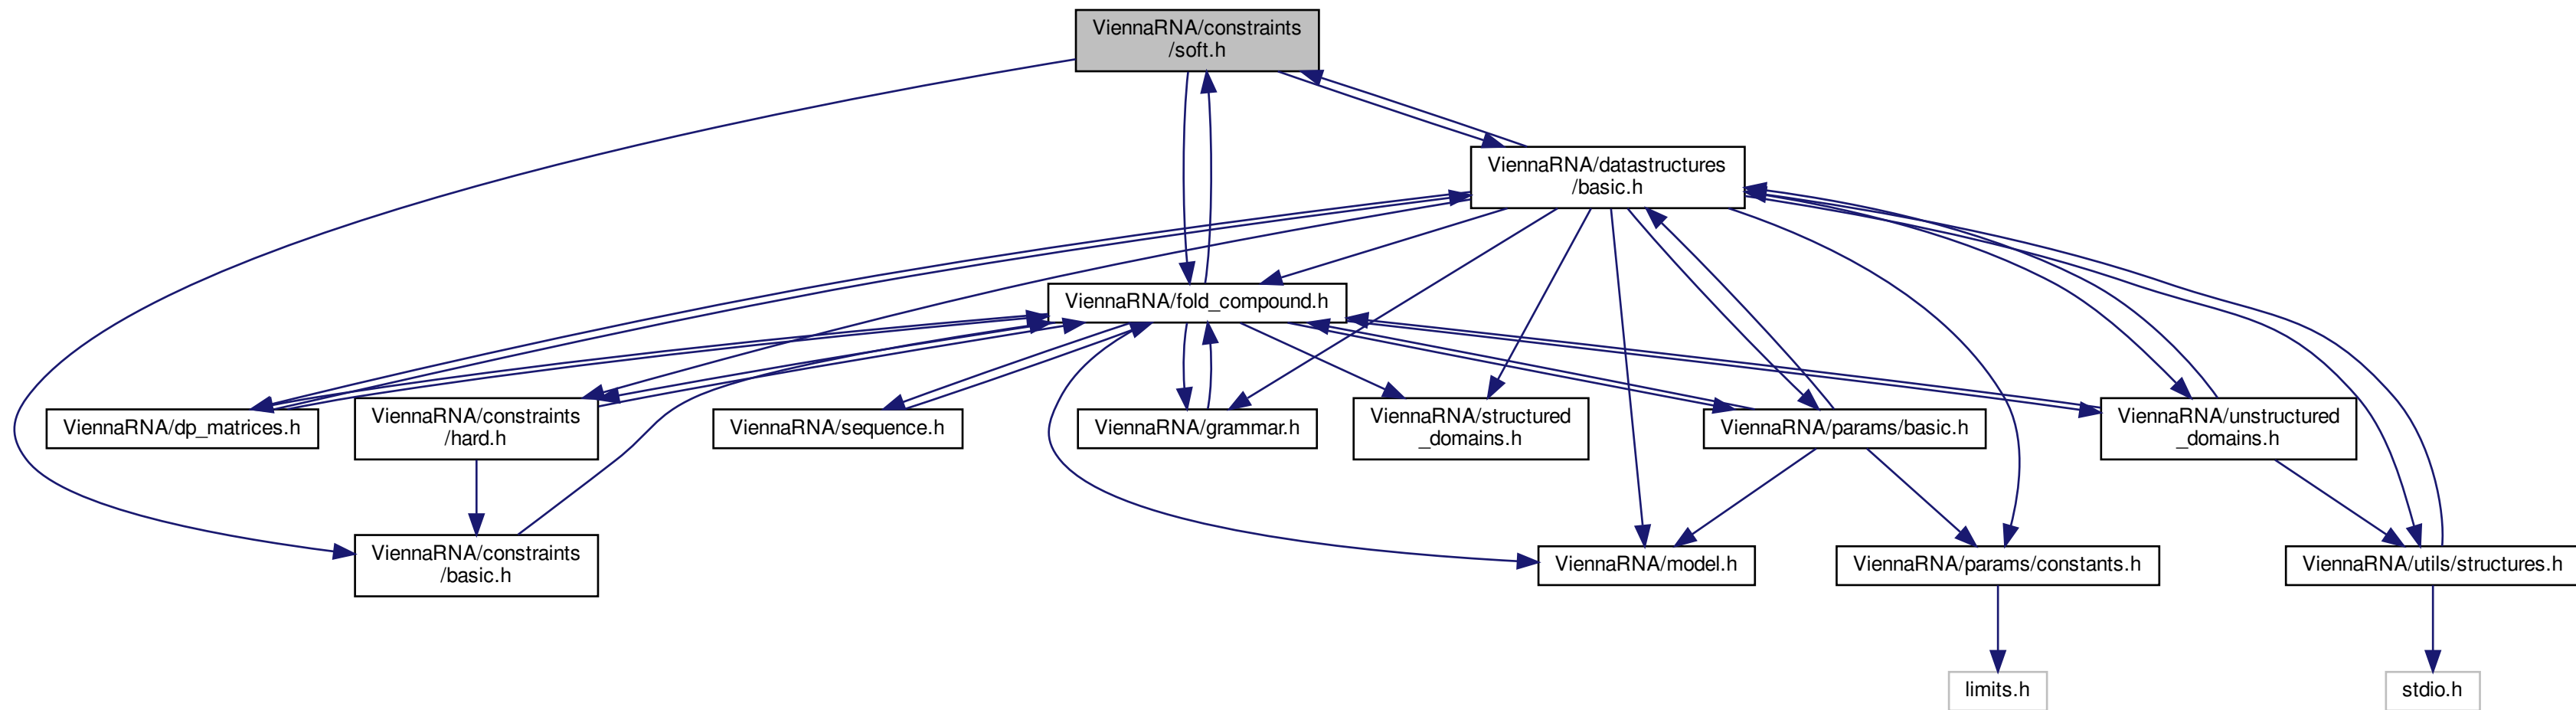 ViennaRNA/constraints
/soft.h
ViennaRNA/datastructures
/basic.h
ViennaRNA/fold_compound.h
ViennaRNA/dp_matrices.h
ViennaRNA/constraints
/hard.h
ViennaRNA/sequence.h
ViennaRNA/grammar.h
ViennaRNA/structured
_domains.h
ViennaRNA/params/basic.h
ViennaRNA/unstructured
_domains.h
ViennaRNA/constraints
/basic.h
ViennaRNA/model.h
ViennaRNA/params/constants.h
ViennaRNA/utils/structures.h
limits.h
stdio.h